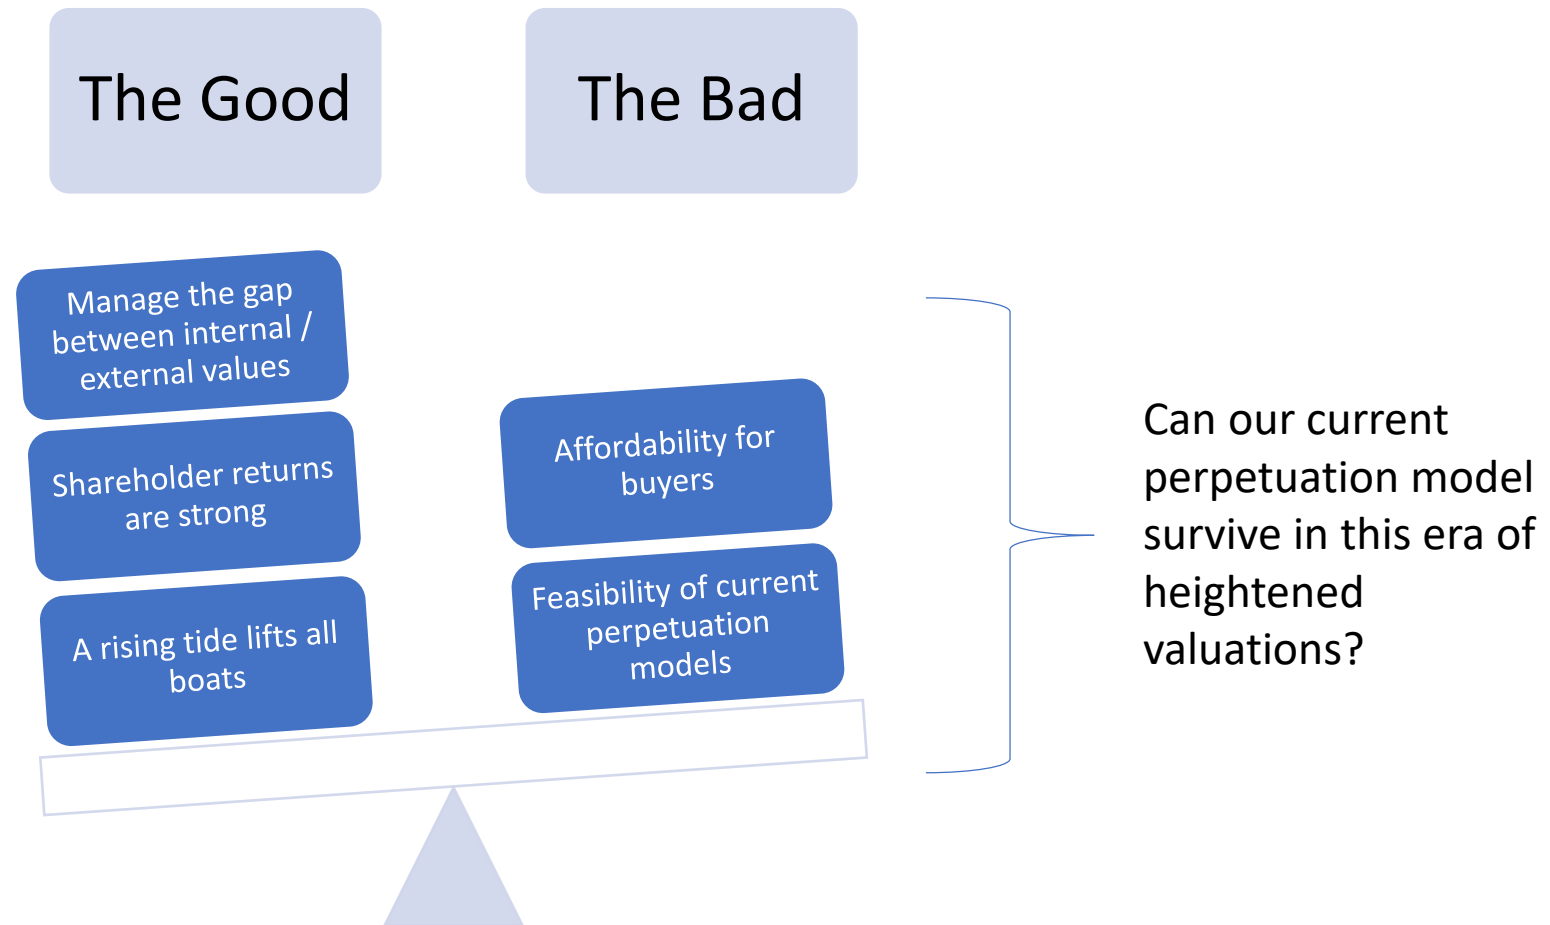 The Good
The Bad
Manage the gap
between internal /
external values
Shareholder returns
are strong
A rising tide lifts all
boats
Affordability for
buyers
Feasibility of current
perpetuation
models
Can our current
perpetuation model
survive in this era of
heightened
valuations?